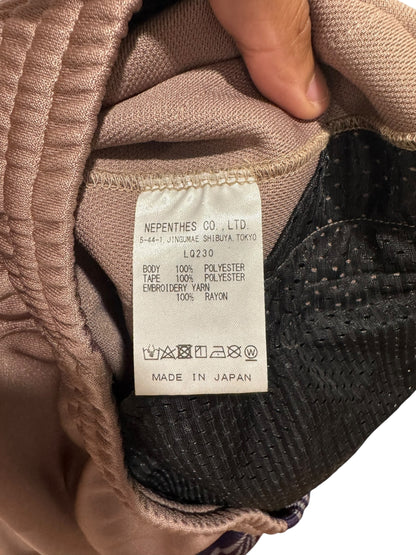 NEPENTHES CO.,LTD.
5-44-1, JINGUMAE SHIBUYA, TOKYO
LQ230
BODY 100% POLYESTER
TAPE 100% POLYESTER
EMBROIDERY YARN
100% RAYON
MADE IN JAPAN